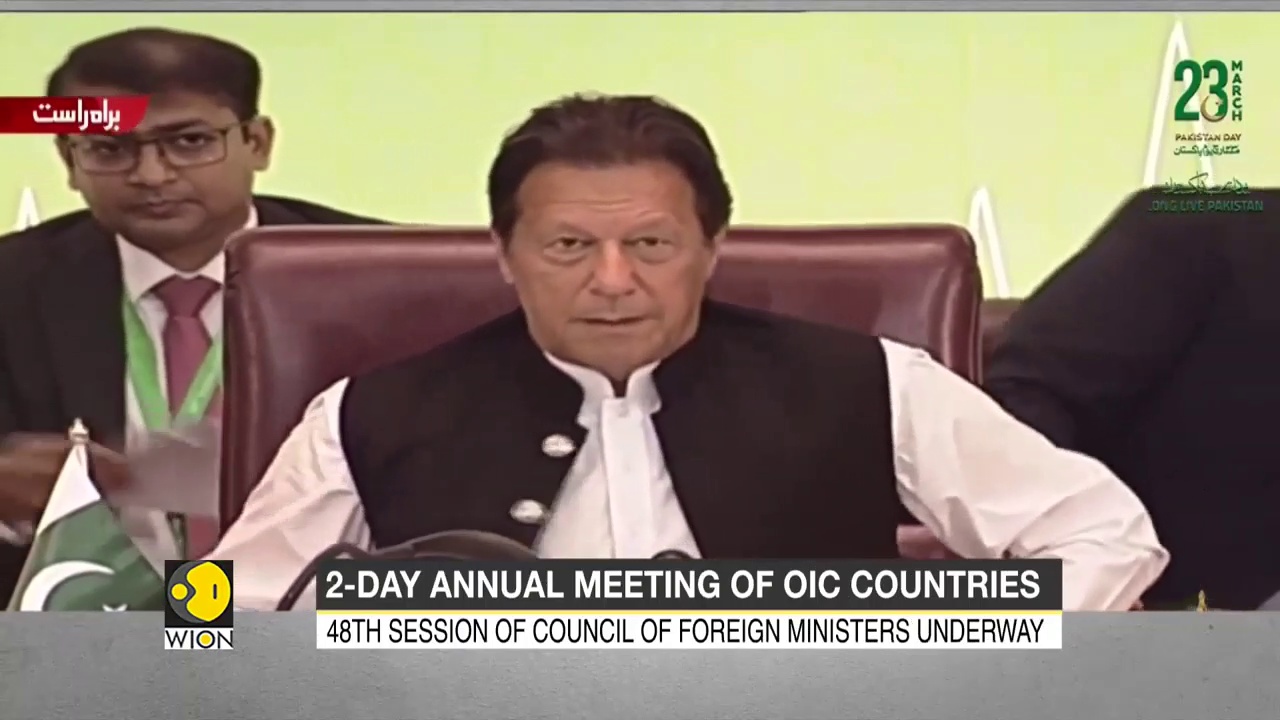 براہ راست
23
MARCH
PAKISTAN DAY
LONG LIVE PAKISTAN
WION
2-DAY ANNUAL MEETING OF OIC COUNTRIES
48TH SESSION OF COUNCIL OF FOREIGN MINISTERS UNDERWAY